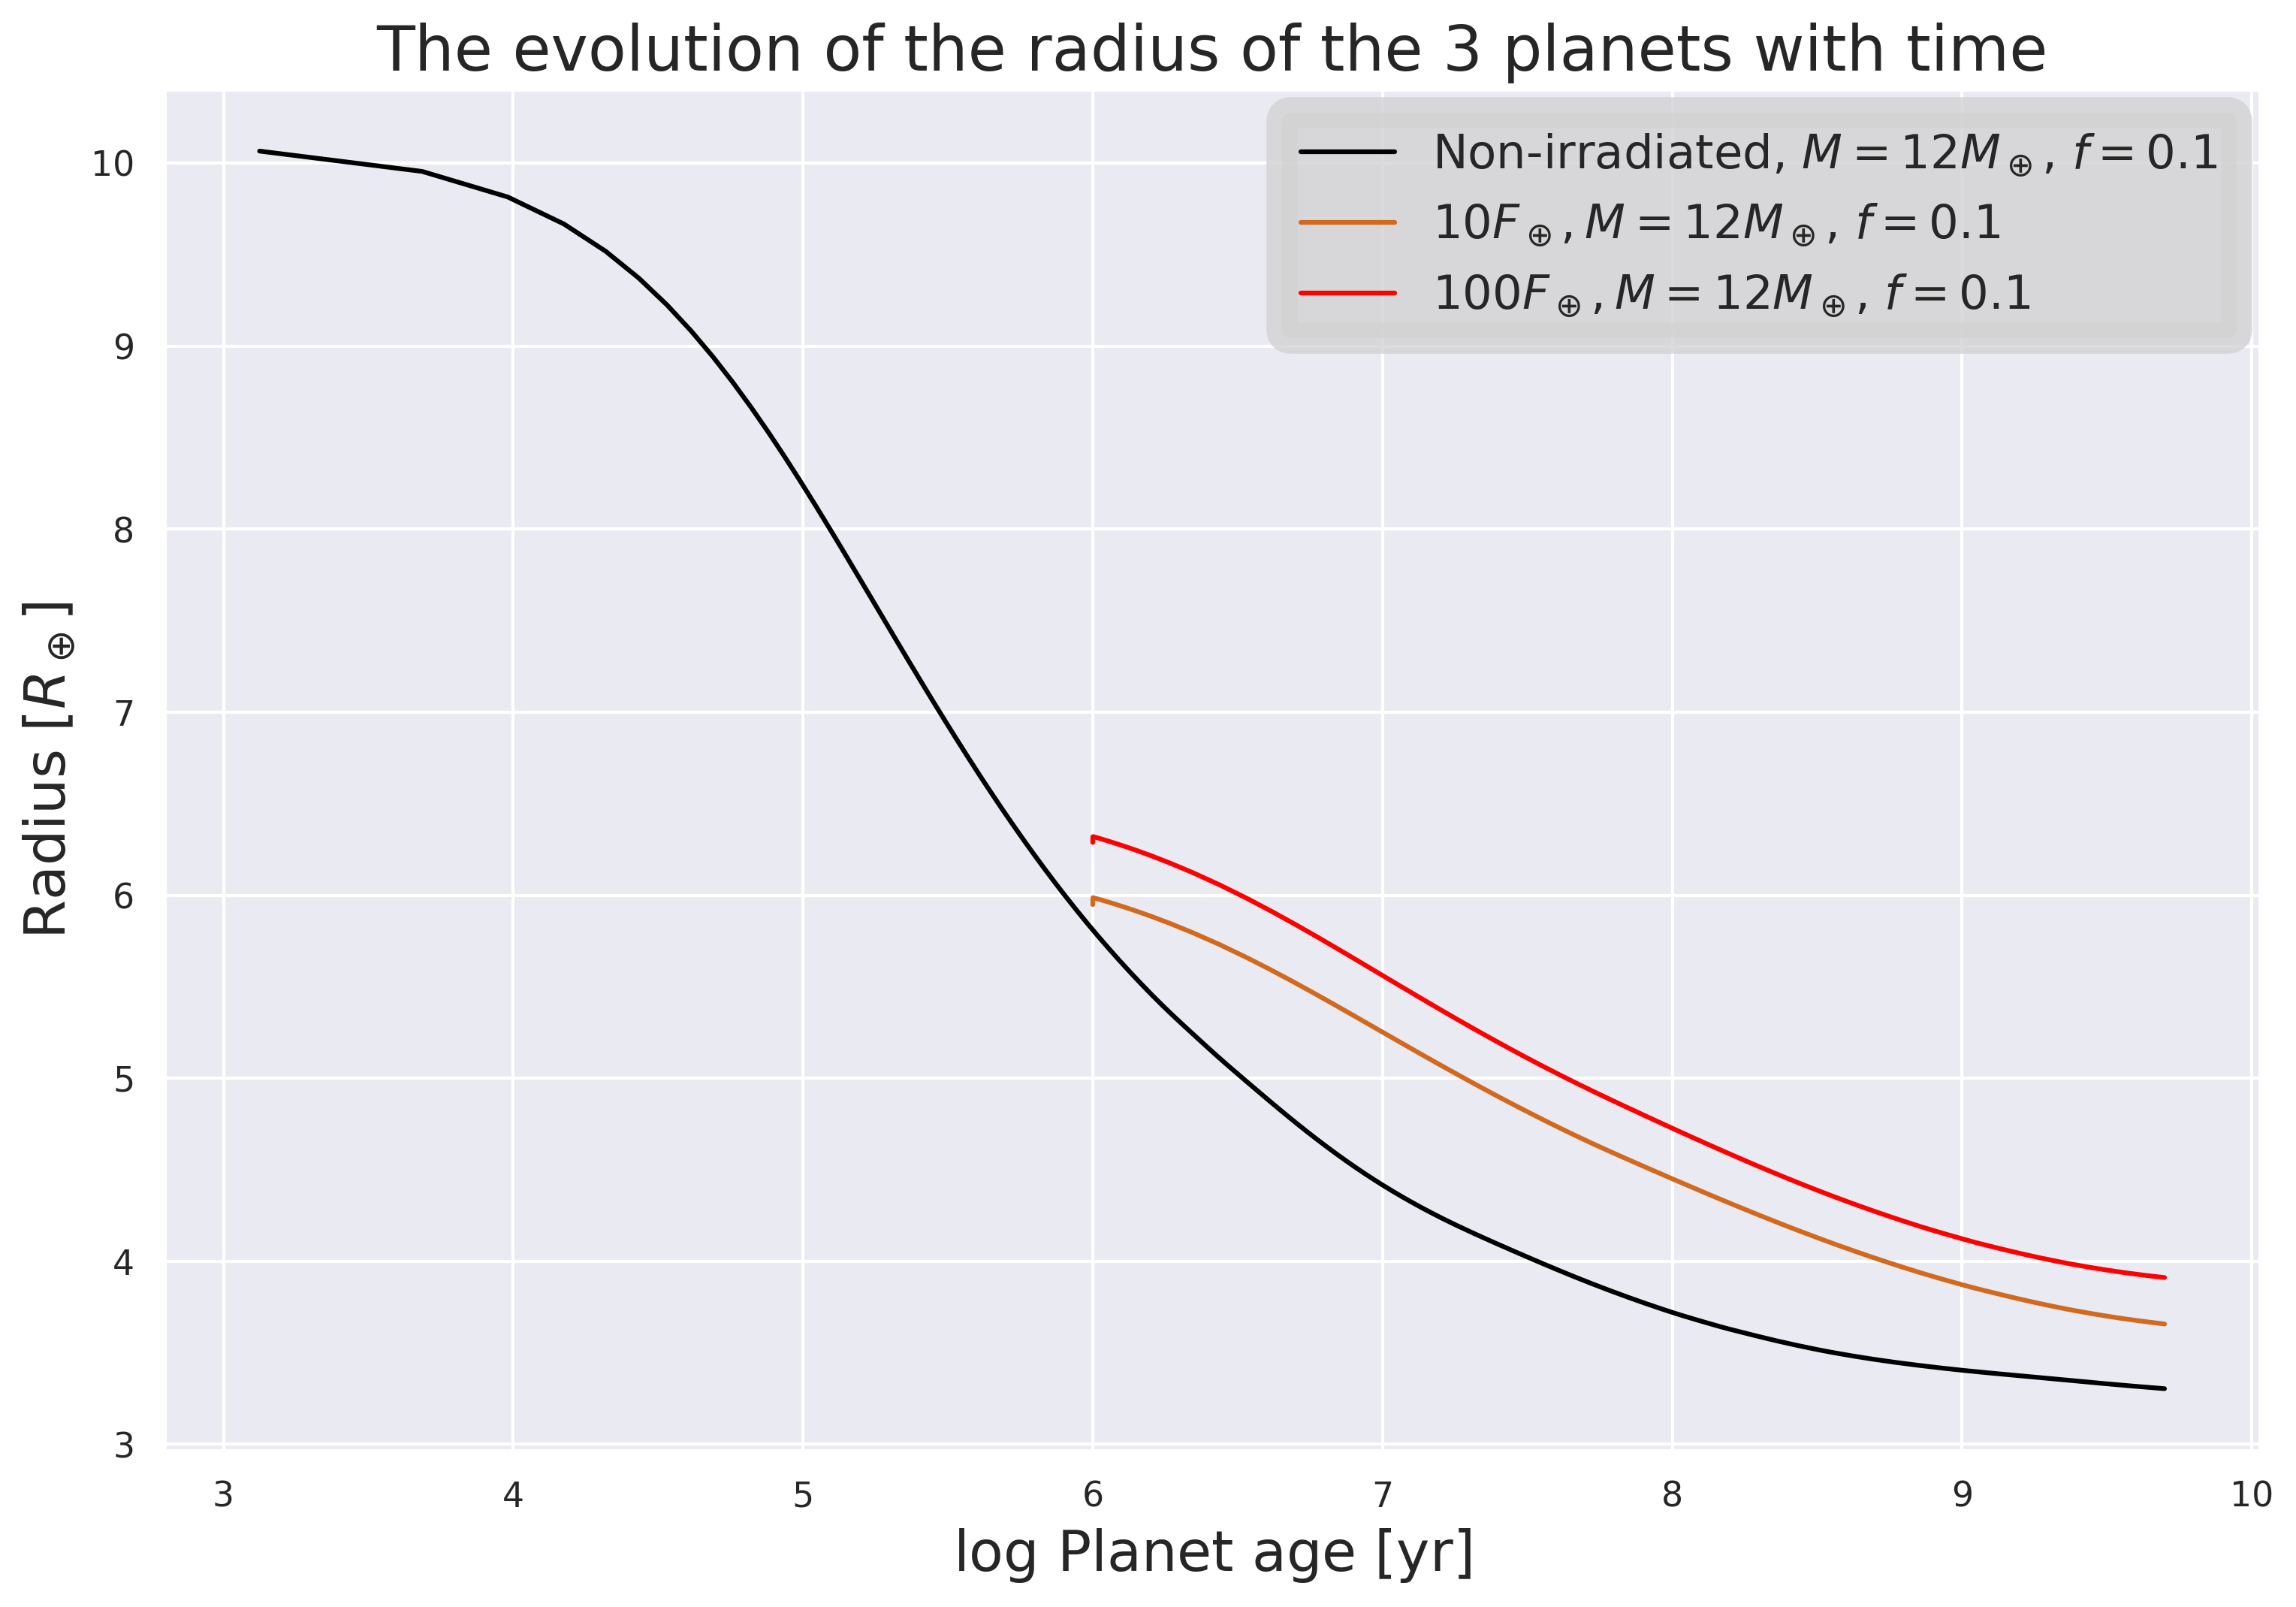 The evolution of the radius of the 3 planets with time
Non-irradiated, M = 12M⊕, f = 0.1
10F⊕, M = 12M⊕, f = 0.1
100F⊕, M = 12M⊕, f = 0.1
Radius [R⊕]
10
9
8
7
6
5
4
3
3 4 5 6 7 8 9 10
log Planet age [yr]